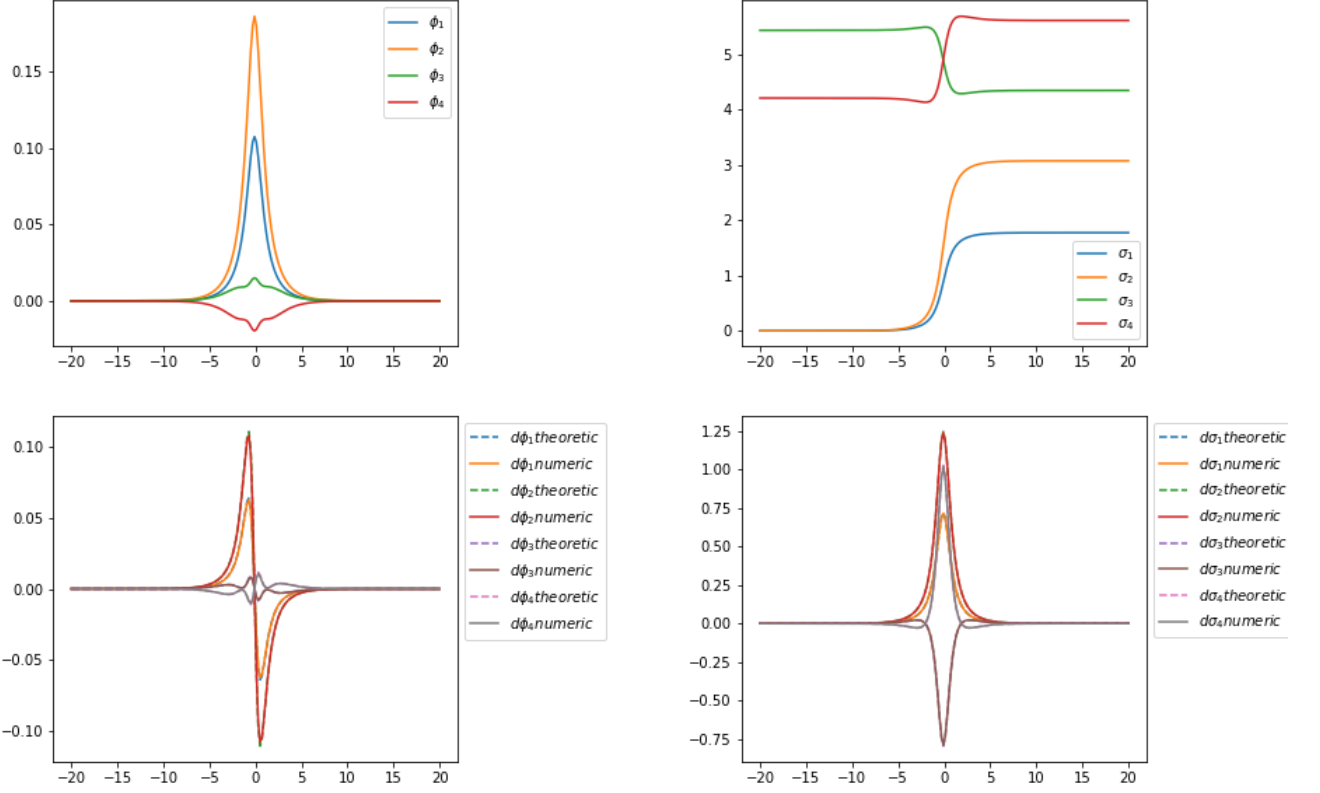 0.15
0.10
0.05
0.00
−20 −15 −10 −5 0 5 10 15 20
ϕ1
ϕ2
ϕ3
ϕ4
5
4
3
2
1
0
−20 −15 −10 −5 0 5 10 15 20
σ1
σ2
σ3
σ4
0.10
0.05
0.00
−0.05
−0.10
−20 −15 −10 −5 0 5 10 15 20
dϕ1theoretic
dϕ1numeric
dϕ2theoretic
dϕ2numeric
dϕ3theoretic
dϕ3numeric
dϕ4theoretic
dϕ4numeric
1.25
1.00
0.75
0.50
0.25
0.00
−0.25
−0.50
−0.75
−20 −15 −10 −5 0 5 10 15 20
dσ1theoretic
dσ1numeric
dσ2theoretic
dσ2numeric
dσ3theoretic
dσ3numeric
dσ4theoretic
dσ4numeric